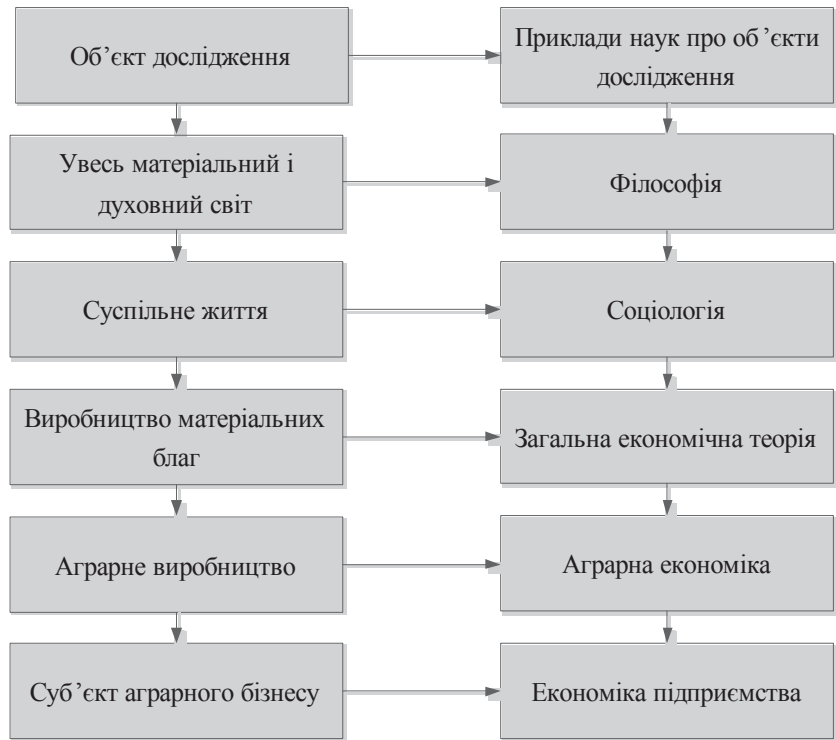 Об’єкт дослідження
Приклади наук про об’єкти
дослідження
Увесь матеріальний і
духовний світ
Філософія
Суспільне життя
Соціологія
Виробництво матеріальних
благ
Загальна економічна теорія
Аграрне виробництво
Аграрна економіка
Суб’єкт аграрного бізнесу
Економіка підприємства